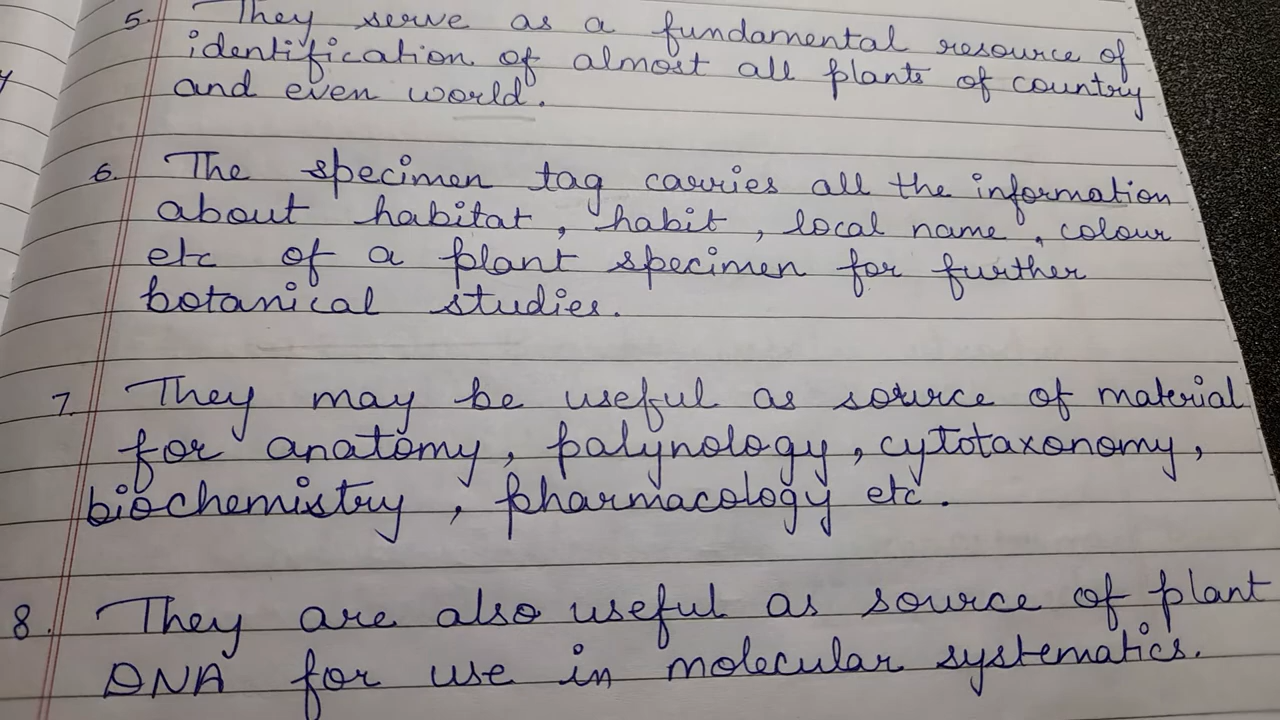 5. They serve as a fundamental resource of
identification of almost all plants of country
and even world.
6. The specimen tag carries all the information
about habitat, habit, local name, colour
etc of a plant specimen for further
botanical studies.
7. They may be useful as source of material
for anatomy, palynology, cytotaxonomy,
biochemistry, pharmacology etc.
8. They are also useful as source of plant
DNA for use in molecular systematics.